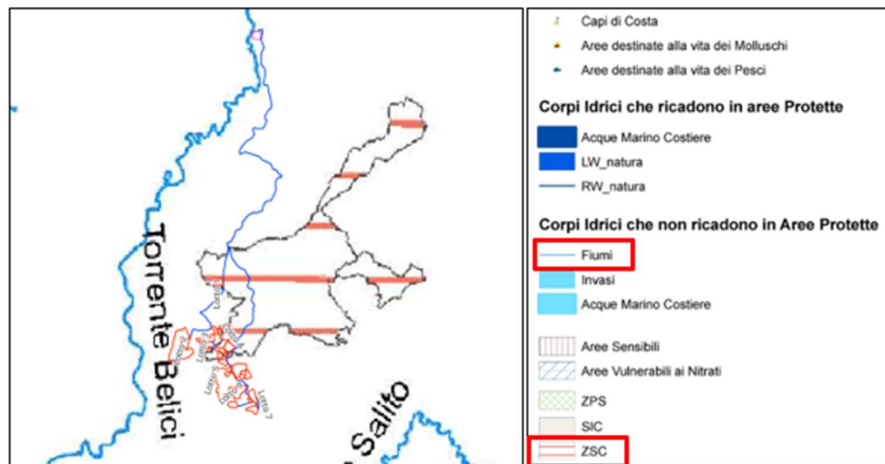 Torrente Belici
Salito
Lotto 7
Capi di Costa
Aree destinate alla vita dei Molluschi
Aree destinate alla vita dei Pesci
Corpi Idrici che ricadono in aree Protette
Acque Marino Costiere
LW_natura
RW_natura
Corpi Idrici che non ricadono in Aree Protette
Fiumi
Invasi
Acque Marino Costiere
Aree Sensibili
Aree Vulnerabili ai Nitrati
ZPS
SIC
ZSC